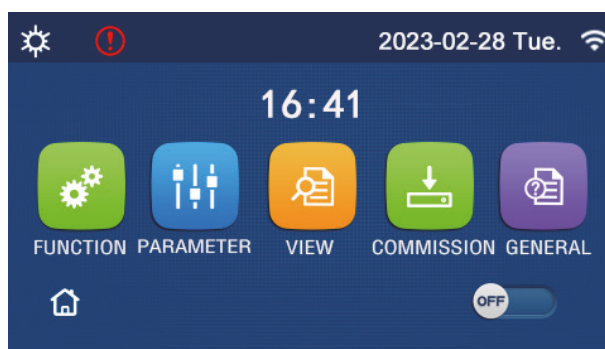 2023-02-28 Tue.
16:41
FUNCTION PARAMETER VIEW COMMISSION GENERAL
OFF